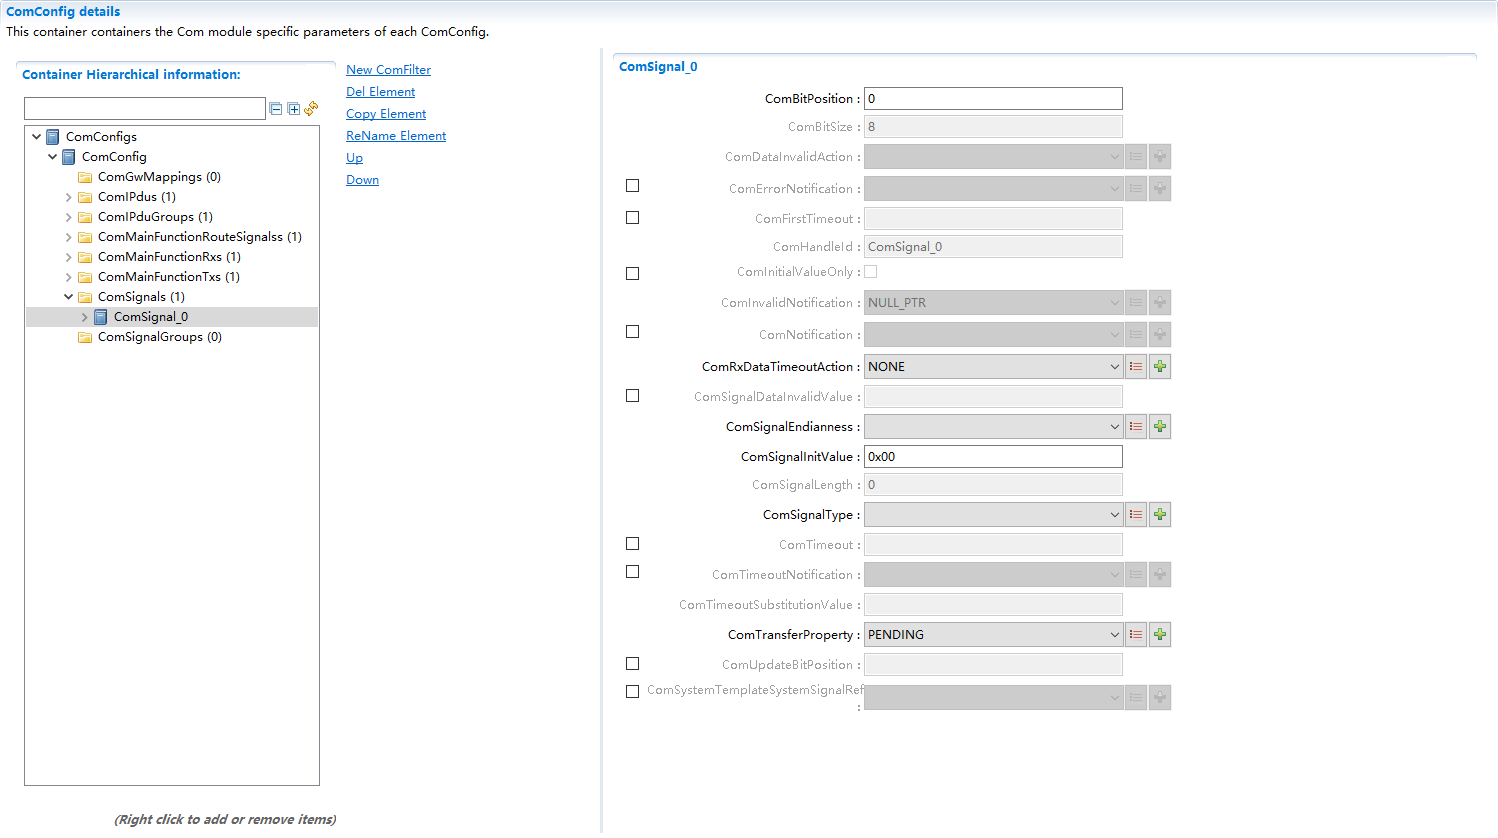 ComConfig details
This container containers the Com module specific parameters of each ComConfig.
Container Hierarchical information:
ComConfigs
ComConfig
ComGwMappings (0)
ComIPdus (1)
ComIPduGroups (1)
ComMainFunctionRouteSignalss (1)
ComMainFunctionRxs (1)
ComMainFunctionTxs (1)
ComSignals (1)
ComSignal_0
ComSignalGroups (0)
(Right click to add or remove items)
New ComFilter
Del Element
Copy Element
ReName Element
Up
Down
ComSignal_0
ComBitPosition : 0
ComBitSize : 8
ComDataInvalidAction :
ComErrorNotification :
ComFirstTimeout :
ComHandleId : ComSignal_0
ComInitialValueOnly :
ComInvalidNotification : NULL_PTR
ComNotification :
ComRxDataTimeoutAction : NONE
ComSignalDataInvalidValue :
ComSignalEndianness :
ComSignalInitValue : 0x00
ComSignalLength : 0
ComSignalType :
ComTimeout :
ComTimeoutNotification :
ComTimeoutSubstitutionValue :
ComTransferProperty : PENDING
ComUpdateBitPosition :
ComSystemTemplateSystemSignalRef
: